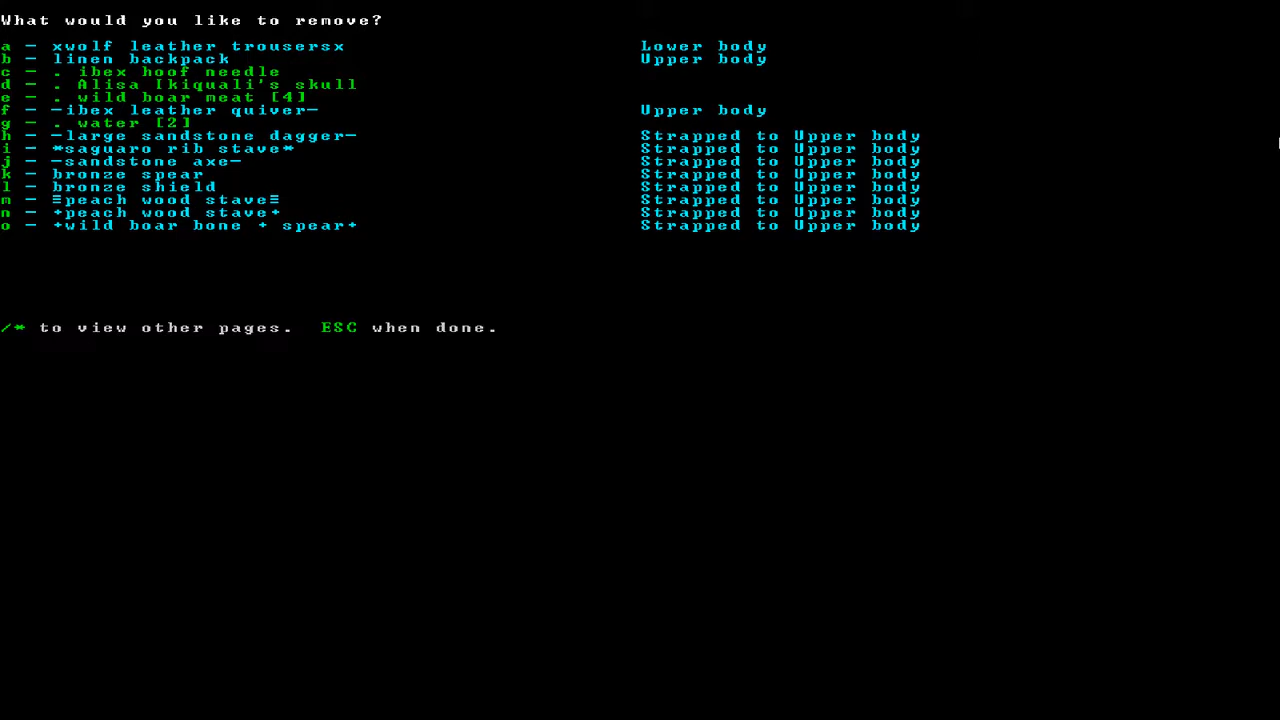 What would you like to remove?
a - xwolf leather trousersx Lower body
b - linen backpack Upper body
c - . ibex hoof needle
d - . Alisa Ikiquali's skull
e - . wild boar meat [4]
f - -ibex leather quiver- Upper body
g - . water [2]
h - -large sandstone dagger- Strapped to Upper body
i - *saguaro rib stave* Strapped to Upper body
j - -sandstone axe- Strapped to Upper body
k - bronze spear Strapped to Upper body
l - bronze shield Strapped to Upper body
m - ≡peach wood stave≡ Strapped to Upper body
n - +peach wood stave+ Strapped to Upper body
o - +wild boar bone + spear+ Strapped to Upper body
/* to view other pages. ESC when done.